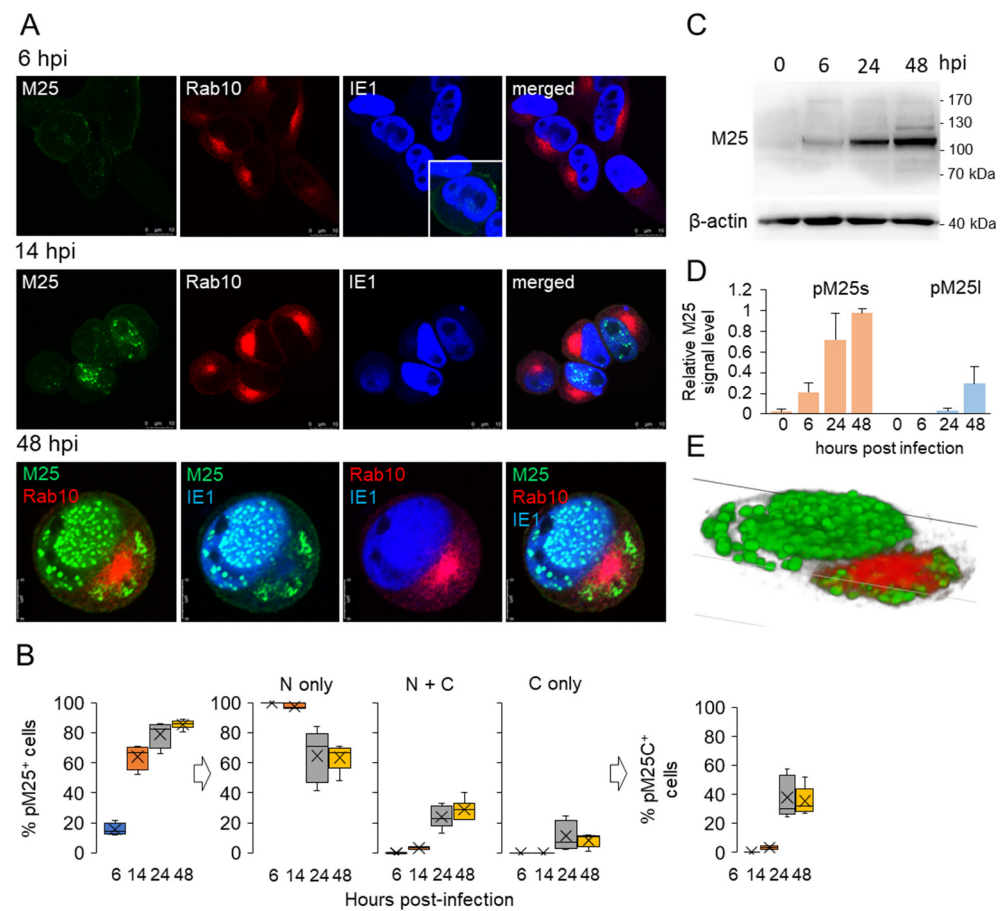 A
6 hpi
M25
Rab10
IE1
merged
14 hpi
M25
Rab10
IE1
merged
48 hpi
M25
Rab10
M25
IE1
Rab10
IE1
M25
Rab10
IE1
B
N only
N + C
C only
% pM25+ cells
100
80
60
40
20
0
100
80
60
40
20
0
% pM25C+
cells
100
80
60
40
20
0
6 14 24 48
6 14 24 48
6 14 24 48
6 14 24 48
6 14 24 48
Hours post-infection
C
0 6 24 48 hpi
M25
- 170
- 130
- 100
- 70 kDa
β-actin
- 40 kDa
D
pM25s
pM25l
Relative M25
signal level
1.2
1
0.8
0.6
0.4
0.2
0
0 6 24 48 0 6 24 48
hours post infection
E